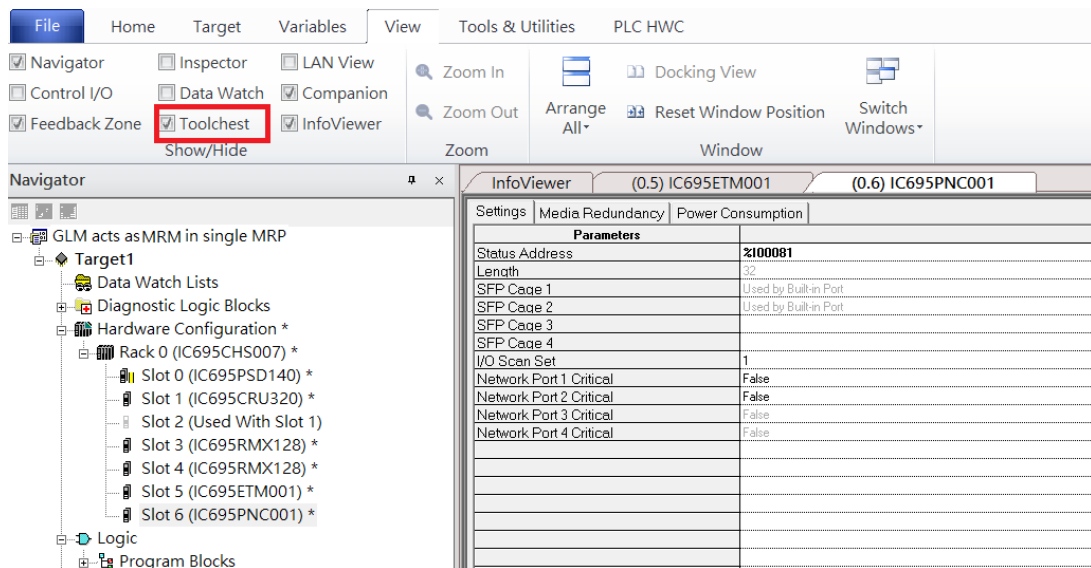 File Home Target Variables View Tools & Utilities PLC HWC
Navigator Inspector LAN View
Control I/O Data Watch Companion
Feedback Zone Toolchest InfoViewer
Show/Hide
Zoom In
Zoom Out
Zoom
Arrange All
Docking View
Reset Window Position
Switch Windows
Window
Navigator
GLM acts as MRM in single MRP
Target1
Data Watch Lists
Diagnostic Logic Blocks
Hardware Configuration *
Rack 0 (IC695CHS007) *
Slot 0 (IC695PSD140) *
Slot 1 (IC695CRU320) *
Slot 2 (Used With Slot 1)
Slot 3 (IC695RMX128) *
Slot 4 (IC695RMX128) *
Slot 5 (IC695ETM001) *
Slot 6 (IC695PNC001) *
Logic
Program Blocks
InfoViewer (0.5) IC695ETM001 (0.6) IC695PNC001
Settings Media Redundancy Power Consumption
Parameters
Status Address %I00081
Length 32
SFP Cage 1 Used by Built-in Port
SFP Cage 2 Used by Built-in Port
SFP Cage 3
SFP Cage 4
I/O Scan Set 1
Network Port 1 Critical False
Network Port 2 Critical False
Network Port 3 Critical False
Network Port 4 Critical False